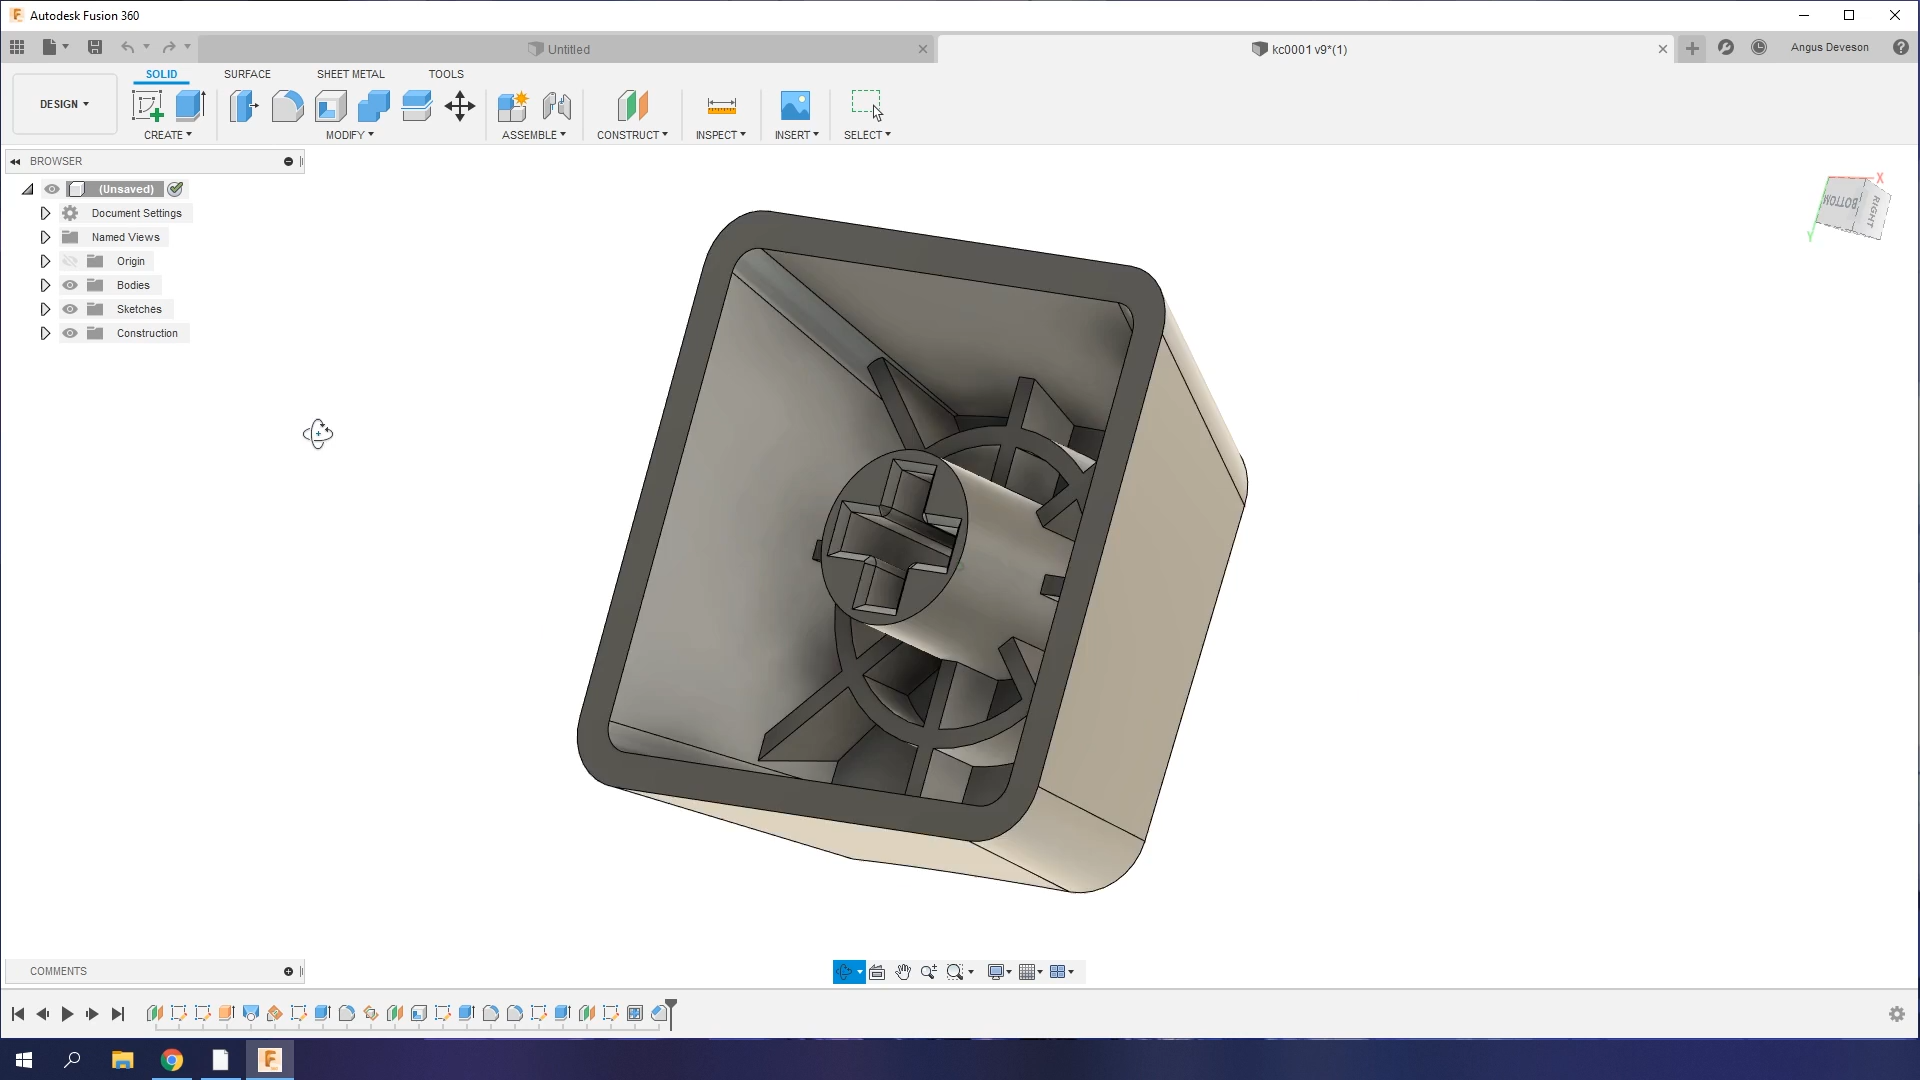 Autodesk Fusion 360
Untitled
kc0001 v9*(1)
Angus Deveson
DESIGN
SOLID
SURFACE
SHEET METAL
TOOLS
CREATE
MODIFY
ASSEMBLE
CONSTRUCT
INSPECT
INSERT
SELECT
BROWSER
(Unsaved)
Document Settings
Named Views
Origin
Bodies
Sketches
Construction
X
BOTTOM
RIGHT
Y
COMMENTS